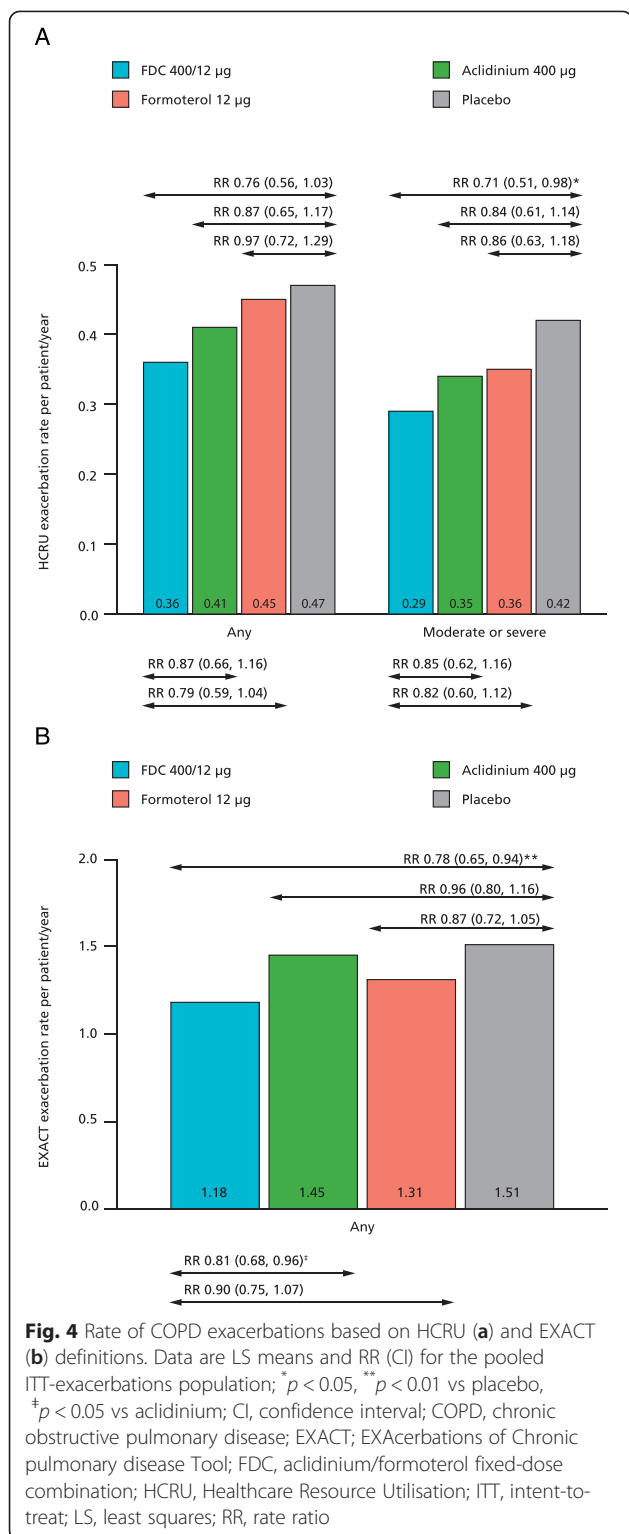 A
FDC 400/12 µg
Aclidinium 400 µg
Formoterol 12 µg
Placebo
RR 0.76 (0.56, 1.03)
RR 0.71 (0.51, 0.98)*
RR 0.87 (0.65, 1.17)
RR 0.84 (0.61, 1.14)
RR 0.97 (0.72, 1.29)
RR 0.86 (0.63, 1.18)
HCRU exacerbation rate per patient/year
0.5
0.4
0.3
0.2
0.1
0.0
0.36 0.41 0.45 0.47
0.29 0.35 0.36 0.42
Any
Moderate or severe
RR 0.87 (0.66, 1.16)
RR 0.85 (0.62, 1.16)
RR 0.79 (0.59, 1.04)
RR 0.82 (0.60, 1.12)
B
FDC 400/12 µg
Aclidinium 400 µg
Formoterol 12 µg
Placebo
RR 0.78 (0.65, 0.94)**
RR 0.96 (0.80, 1.16)
RR 0.87 (0.72, 1.05)
EXACT exacerbation rate per patient/year
2.0
1.5
1.0
0.5
0.0
1.18 1.45 1.31 1.51
Any
RR 0.81 (0.68, 0.96)‡
RR 0.90 (0.75, 1.07)
Fig. 4 Rate of COPD exacerbations based on HCRU (a) and EXACT
(b) definitions. Data are LS means and RR (CI) for the pooled
ITT-exacerbations population; *p < 0.05, **p < 0.01 vs placebo,
‡p < 0.05 vs aclidinium; CI, confidence interval; COPD, chronic
obstructive pulmonary disease; EXACT; EXAcerbations of Chronic
pulmonary disease Tool; FDC, aclidinium/formoterol fixed-dose
combination; HCRU, Healthcare Resource Utilisation; ITT, intent-to-
treat; LS, least squares; RR, rate ratio